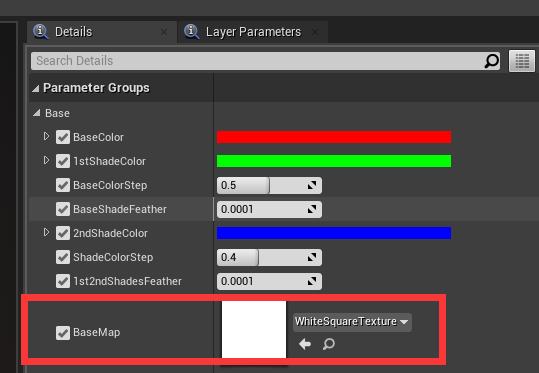 Details
Layer Parameters
Search Details
Parameter Groups
Base
BaseColor
1stShadeColor
BaseColorStep 0.5
BaseShadeFeather 0.0001
2ndShadeColor
ShadeColorStep 0.4
1st2ndShadesFeather 0.0001
BaseMap WhiteSquareTexture